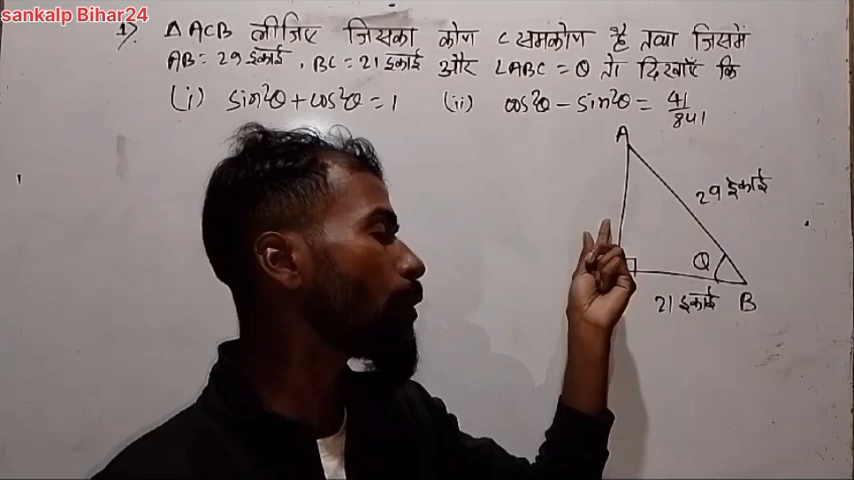 sankalp Bihar24
1). △ACB लीजिए जिसका कोण C समकोण है तथा जिसमें
AB = 29 इकाई, BC = 21 इकाई और ∠ABC = θ तो दिखाएँ कि
(i) sin²θ + cos²θ = 1 (ii) cos²θ − sin²θ = 41/841
A
29 इकाई
θ
21 इकाई B